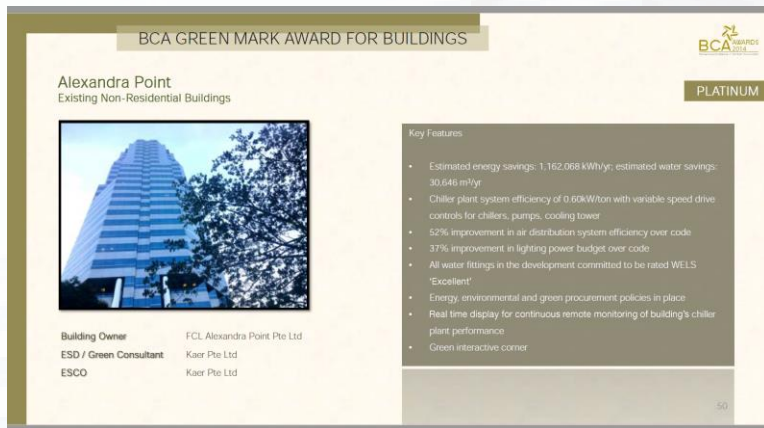 BCA GREEN MARK AWARD FOR BUILDINGS
BCA AWARDS 2014
Alexandra Point
Existing Non-Residential Buildings
PLATINUM
Key Features
• Estimated energy savings: 1,162,068 kWh/yr; estimated water savings:
30,646 m³/yr
• Chiller plant system efficiency of 0.60kW/ton with variable speed drive
controls for chillers, pumps, cooling tower
• 52% improvement in air distribution system efficiency over code
• 37% improvement in lighting power budget over code
• All water fittings in the development committed to be rated WELS
'Excellent'
• Energy, environmental and green procurement policies in place
• Real time display for continuous remote monitoring of building's chiller
plant performance
• Green interactive corner
Building Owner FCL Alexandra Point Pte Ltd
ESD / Green Consultant Kaer Pte Ltd
ESCO Kaer Pte Ltd
50